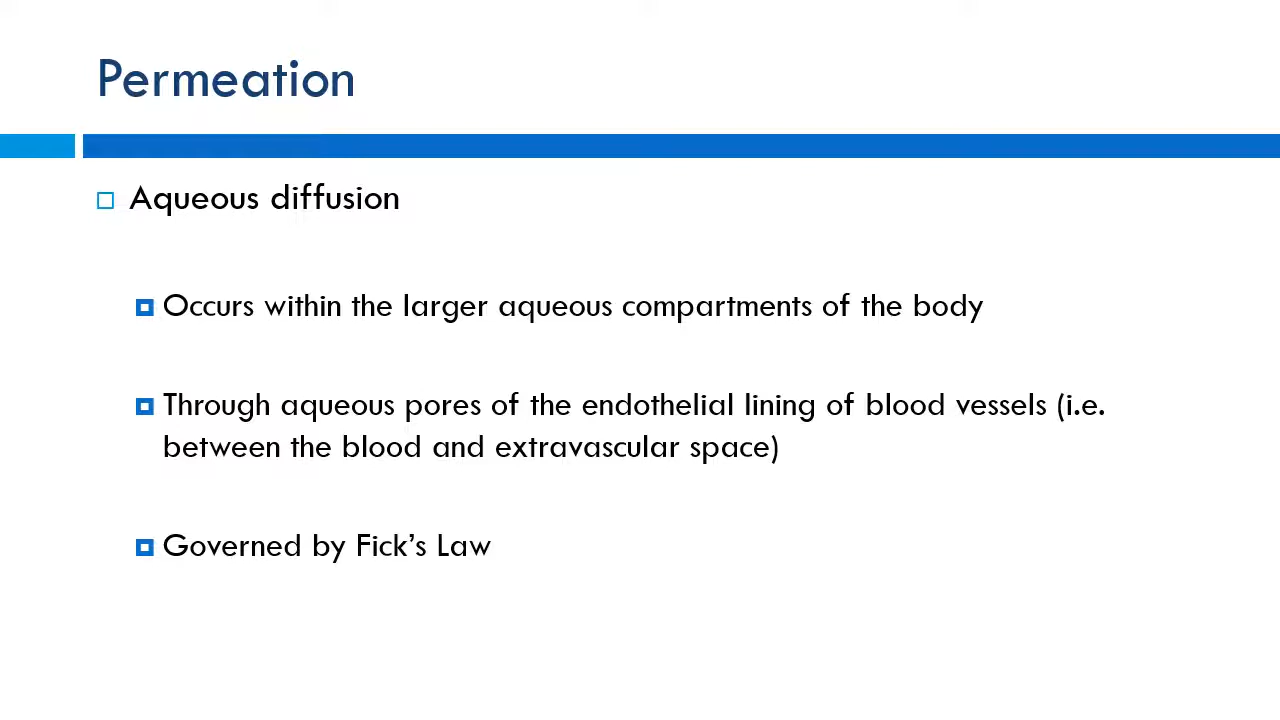 Permeation
Aqueous diffusion
Occurs within the larger aqueous compartments of the body
Through aqueous pores of the endothelial lining of blood vessels (i.e.
between the blood and extravascular space)
Governed by Fick’s Law